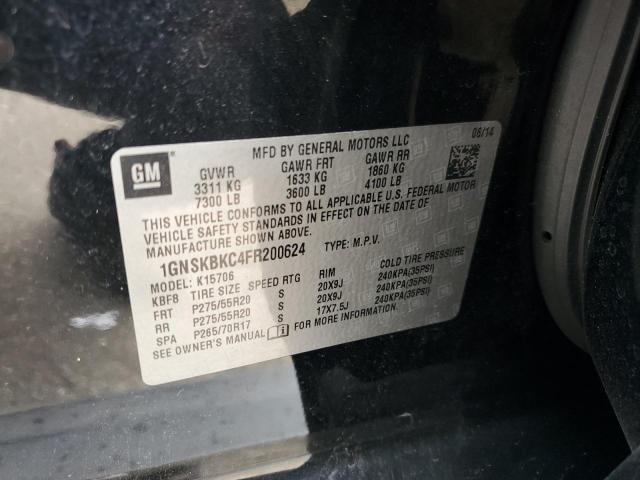 06/14
GM
MFD BY GENERAL MOTORS LLC
GVWR GAWR FRT GAWR RR
3311 KG 1633 KG 1860 KG
7300 LB 3600 LB 4100 LB
THIS VEHICLE CONFORMS TO ALL APPLICABLE U.S. FEDERAL MOTOR
VEHICLE SAFETY STANDARDS IN EFFECT ON THE DATE OF
MANUFACTURE SHOWN ABOVE.
1GNSKBKC4FR200624 TYPE: M.P.V.
MODEL: K15706
KBF8 TIRE SIZE SPEED RTG RIM COLD TIRE PRESSURE
FRT P275/55R20 S 20X9J 240KPA(35PSI)
RR P275/55R20 S 20X9J 240KPA(35PSI)
SPA P265/70R17 S 17X7.5J 240KPA(35PSI)
SEE OWNER'S MANUAL FOR MORE INFORMATION.